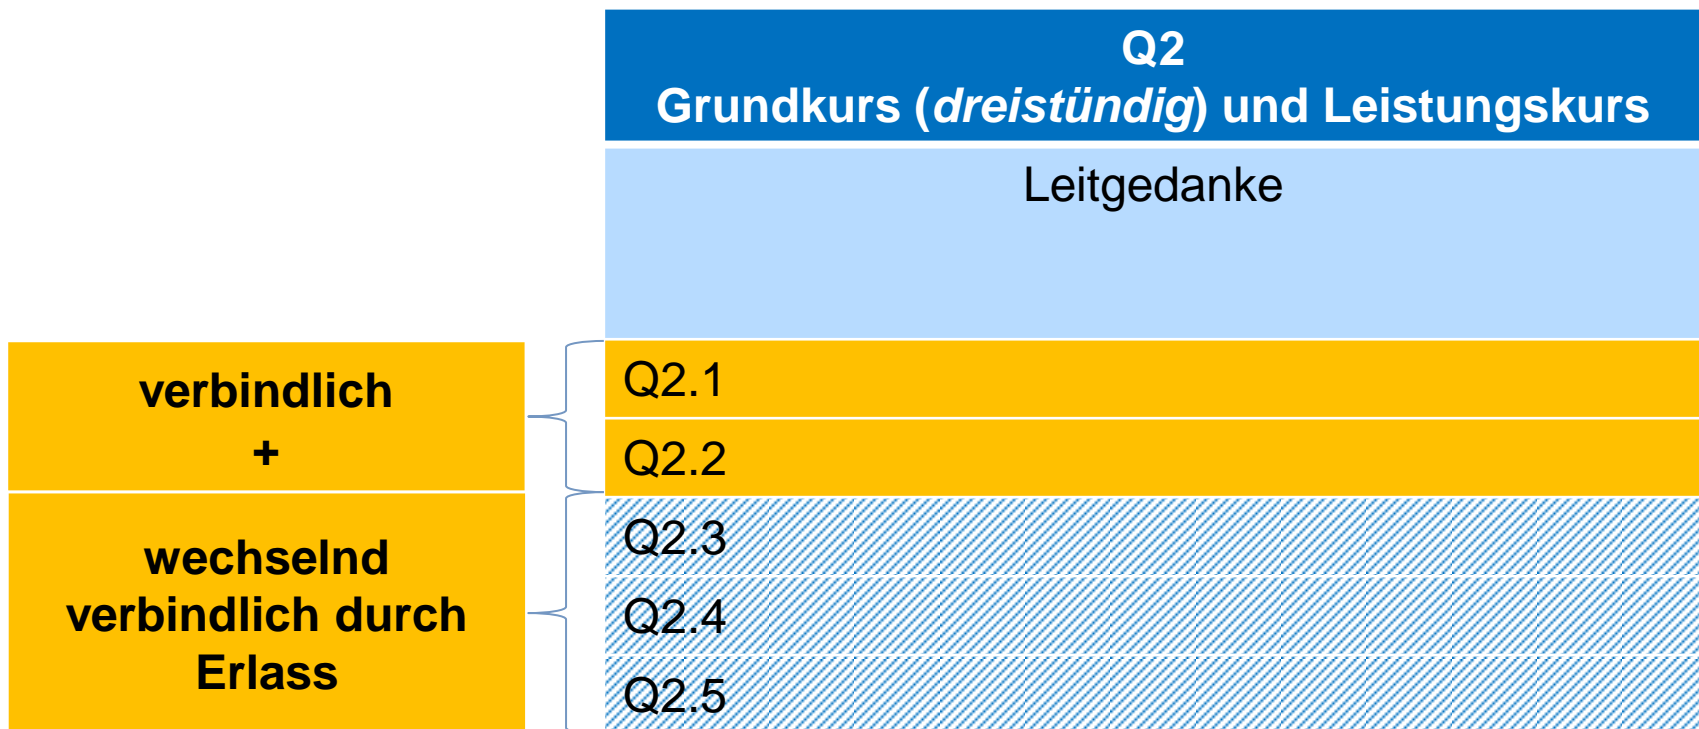 Q2
Grundkurs (dreistündig) und Leistungskurs
Leitgedanke
verbindlich
+
Q2.1
Q2.2
wechselnd
verbindlich durch
Erlass
Q2.3
Q2.4
Q2.5